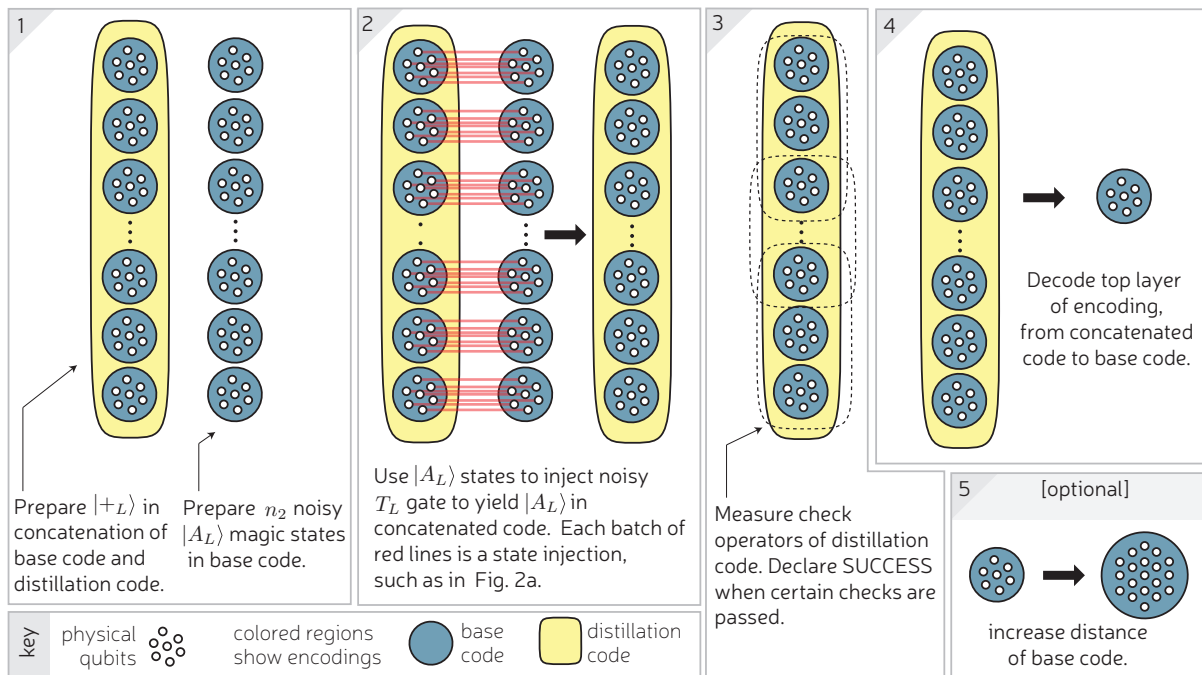 1
Prepare |+_L⟩ in
concatenation of
base code and
distillation code.
Prepare n_2 noisy
|A_L⟩ magic states
in base code.
2
Use |A_L⟩ states to inject noisy
T_L gate to yield |A_L⟩ in
concatenated code. Each batch of
red lines is a state injection,
such as in Fig. 2a.
3
Measure check
operators of distillation
code. Declare SUCCESS
when certain checks are
passed.
4
Decode top layer
of encoding,
from concatenated
code to base code.
5
[optional]
increase distance
of base code.
key
physical
qubits
colored regions
show encodings
base
code
distillation
code